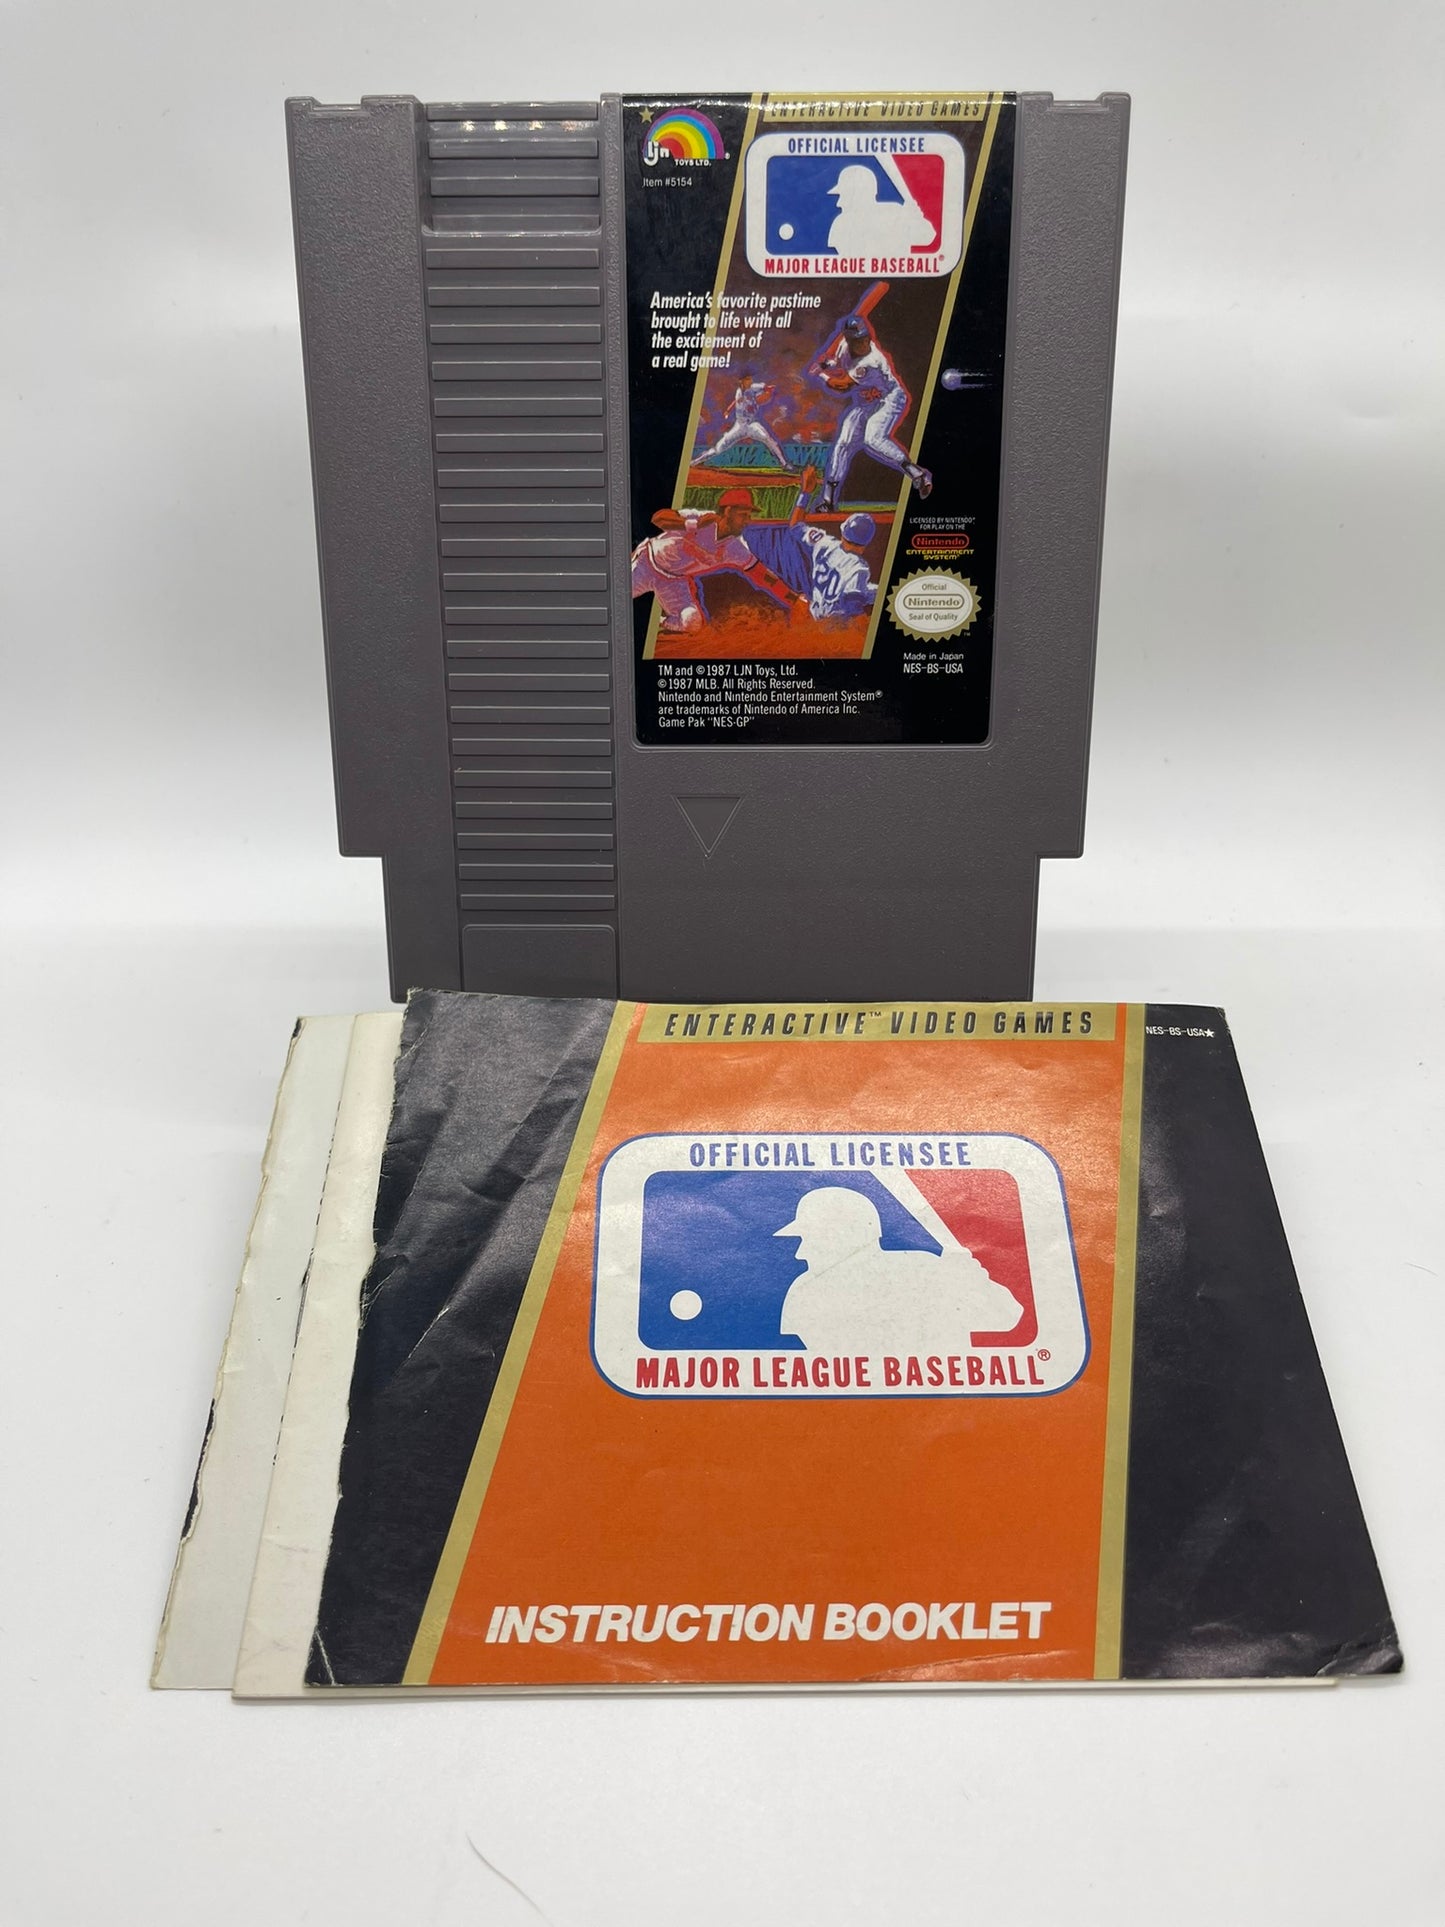 ENTERACTIVE VIDEO GAMES
ljn
TOYS LTD.®
Item #5154
OFFICIAL LICENSEE
MAJOR LEAGUE BASEBALL®
America's favorite pastime
brought to life with all
the excitement of
a real game!
20
LICENSED BY NINTENDO®
FOR PLAY ON THE
Nintendo
ENTERTAINMENT
SYSTEM®
Official
Nintendo
Seal of Quality
TM
Made in Japan
NES-BS-USA
TM and ©1987 LJN Toys, Ltd.
©1987 MLB. All Rights Reserved.
Nintendo and Nintendo Entertainment System®
are trademarks of Nintendo of America Inc.
Game Pak "NES-GP"
ENTERACTIVE™ VIDEO GAMES
NES-BS-USA★
OFFICIAL LICENSEE
MAJOR LEAGUE BASEBALL®
INSTRUCTION BOOKLET